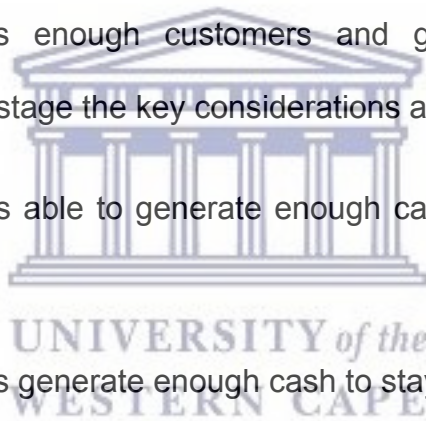 s enough customers and g
stage the key considerations a
s able to generate enough ca
UNIVERSITY of the
s generate enough cash to stay
WESTERN CAPE